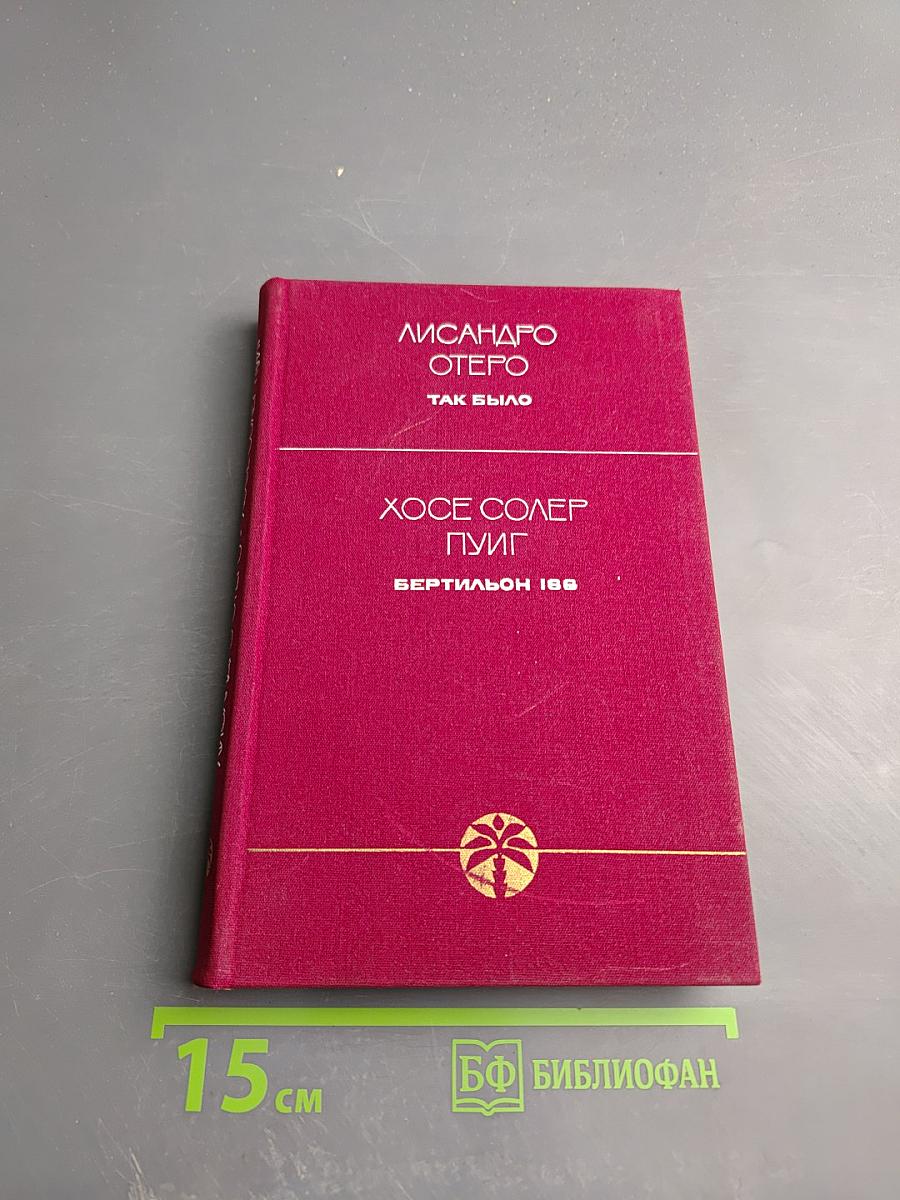 ЛИСАНДРО
ОТЕРО
ТАК БЫЛО
ХОСЕ СОЛЕР
ПУИГ
БЕРТИЛЬОН 166
15 см
БФ БИБЛИОФАН